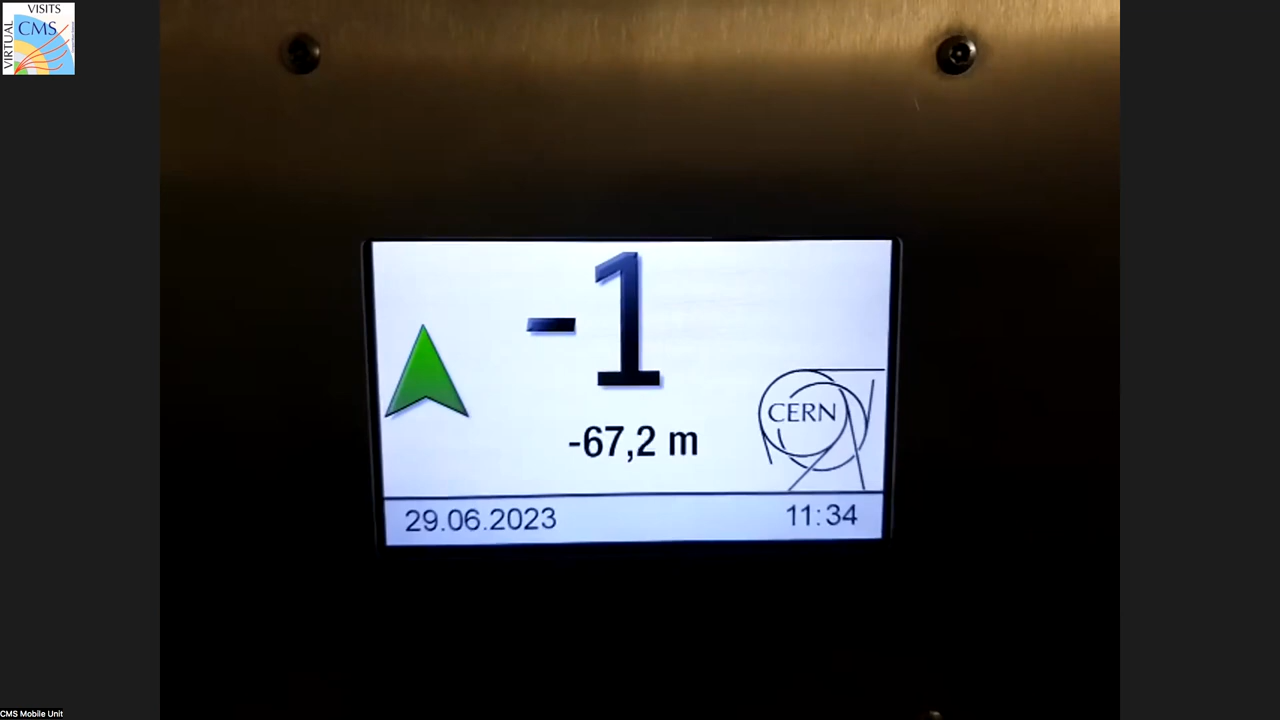 VISITS
VIRTUAL
CMS
-1
-67,2 m
CERN
29.06.2023
11:34
CMS Mobile Unit